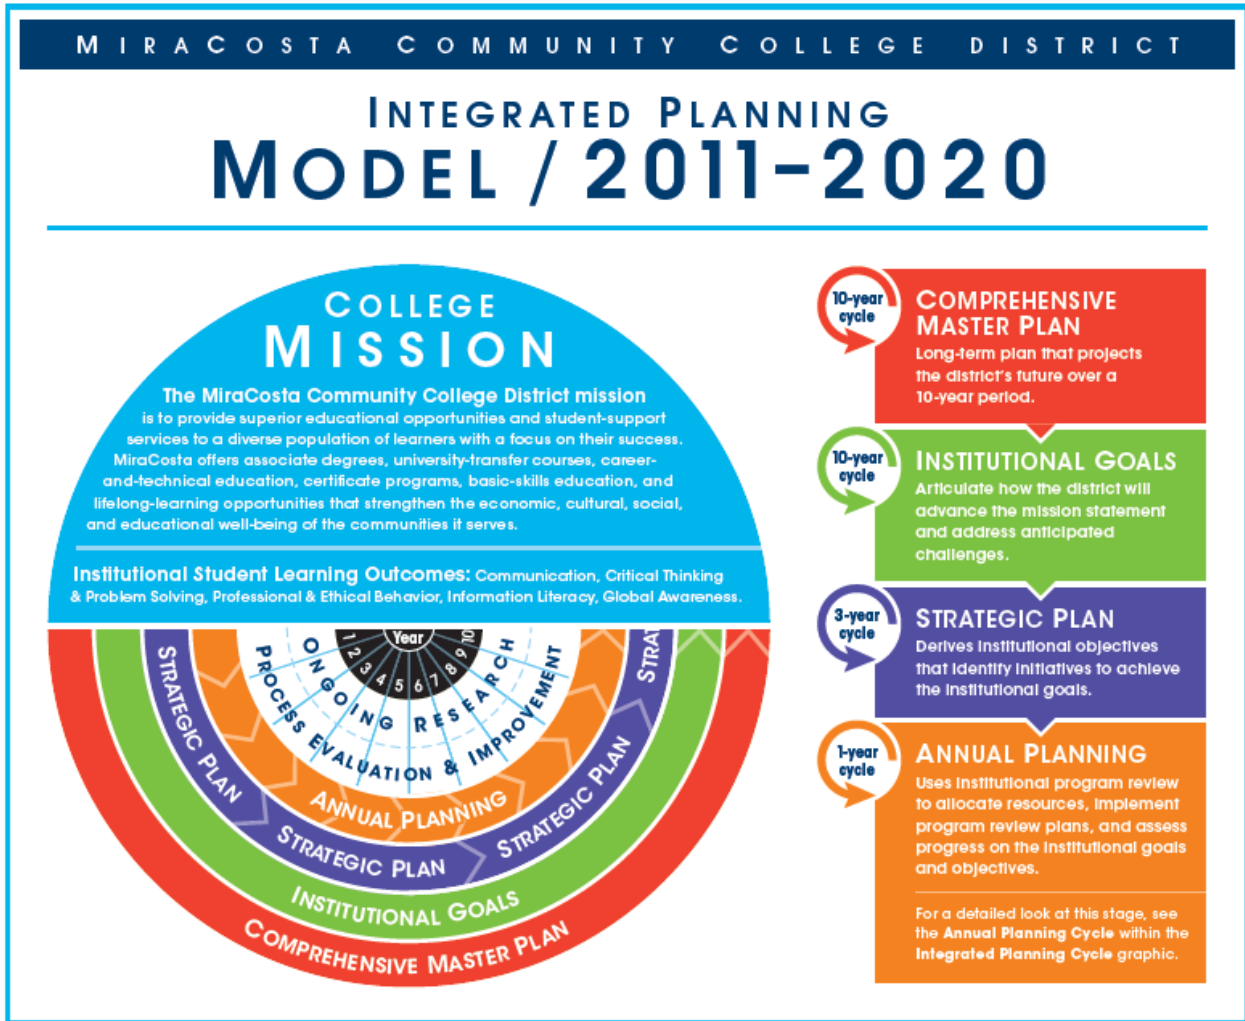 MIRACOSTA COMMUNITY COLLEGE DISTRICT
INTEGRATED PLANNING
MODEL / 2011-2020
COLLEGE
MISSION
The MiraCosta Community College District mission
is to provide superior educational opportunities and student-support
services to a diverse population of learners with a focus on their success.
MiraCosta offers associate degrees, university-transfer courses, career-
and-technical education, certificate programs, basic-skills education, and
lifelong-learning opportunities that strengthen the economic, cultural, social,
and educational well-being of the communities it serves.
Institutional Student Learning Outcomes: Communication, Critical Thinking
& Problem Solving, Professional & Ethical Behavior, Information Literacy, Global Awareness.
Year
1 2 3 4 5 6 7 8 9 10
ONGOING RESEARCH
PROCESS EVALUATION & IMPROVEMENT
ANNUAL PLANNING
STRATEGIC PLAN
STRATEGIC PLAN
STRATEGIC PLAN
STRAT
INSTITUTIONAL GOALS
COMPREHENSIVE MASTER PLAN
10-year
cycle
COMPREHENSIVE
MASTER PLAN
Long-term plan that projects
the district's future over a
10-year period.
10-year
cycle
INSTITUTIONAL GOALS
Articulate how the district will
advance the mission statement
and address anticipated
challenges.
3-year
cycle
STRATEGIC PLAN
Derives institutional objectives
that identify initiatives to achieve
the institutional goals.
1-year
cycle
ANNUAL PLANNING
Uses institutional program review
to allocate resources, implement
program review plans, and assess
progress on the institutional goals
and objectives.
For a detailed look at this stage, see
the Annual Planning Cycle within the
Integrated Planning Cycle graphic.